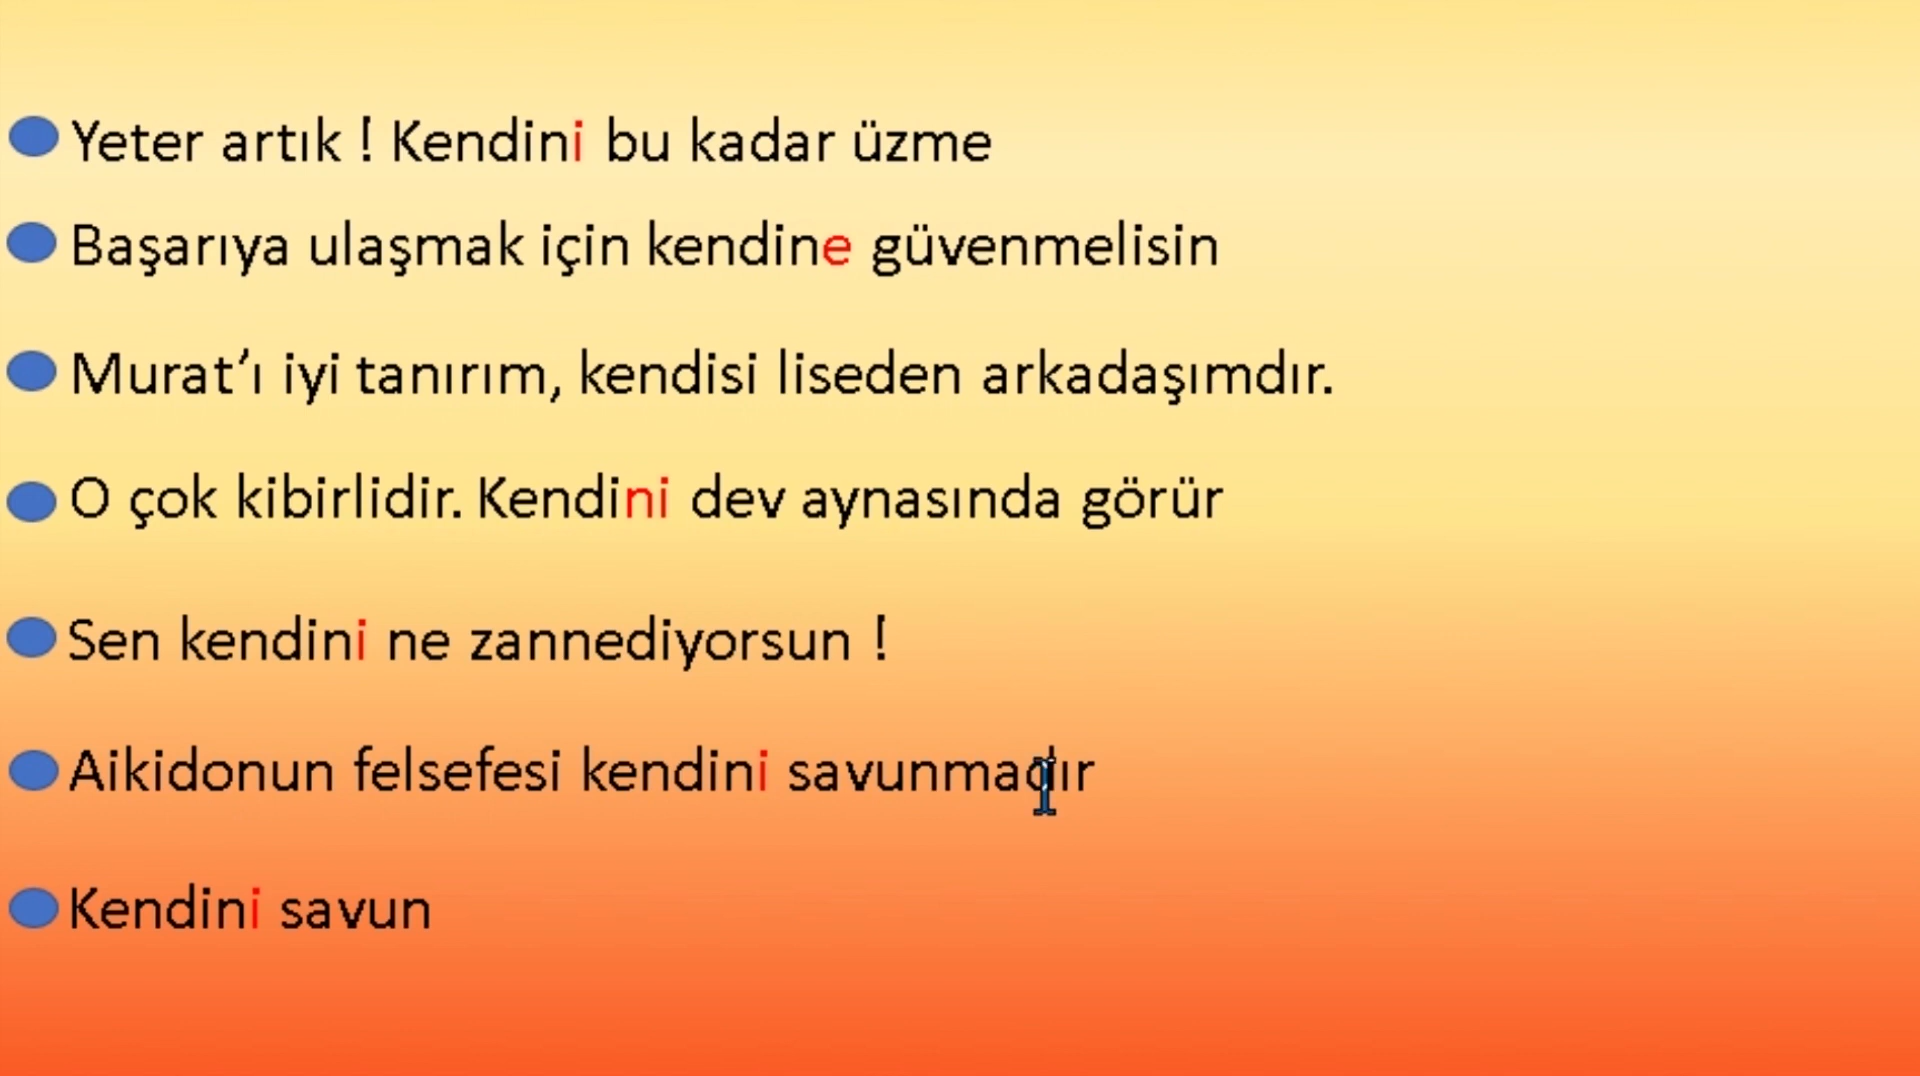 Yeter artık ! Kendini bu kadar üzme
Başarıya ulaşmak için kendine güvenmelisin
Murat’ı iyi tanırım, kendisi liseden arkadaşımdır.
O çok kibirlidir. Kendini dev aynasında görür
Sen kendini ne zannediyorsun !
Aikidonun felsefesi kendini savunmadır
Kendini savun